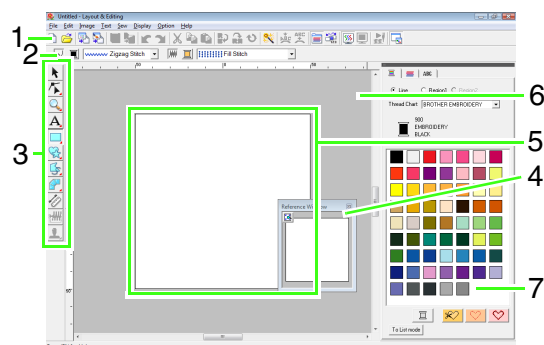 Untitled - Layout & Editing
File Edit Image Text Sew Display Option Help
1
2
Zigzag Stitch
Fill Stitch
ABC
Line Region1 Region2
Thread Chart: BROTHER EMBROIDERY
900
EMBROIDERY
BLACK
3
A
Reference Window
6
5
4
7
To List mode